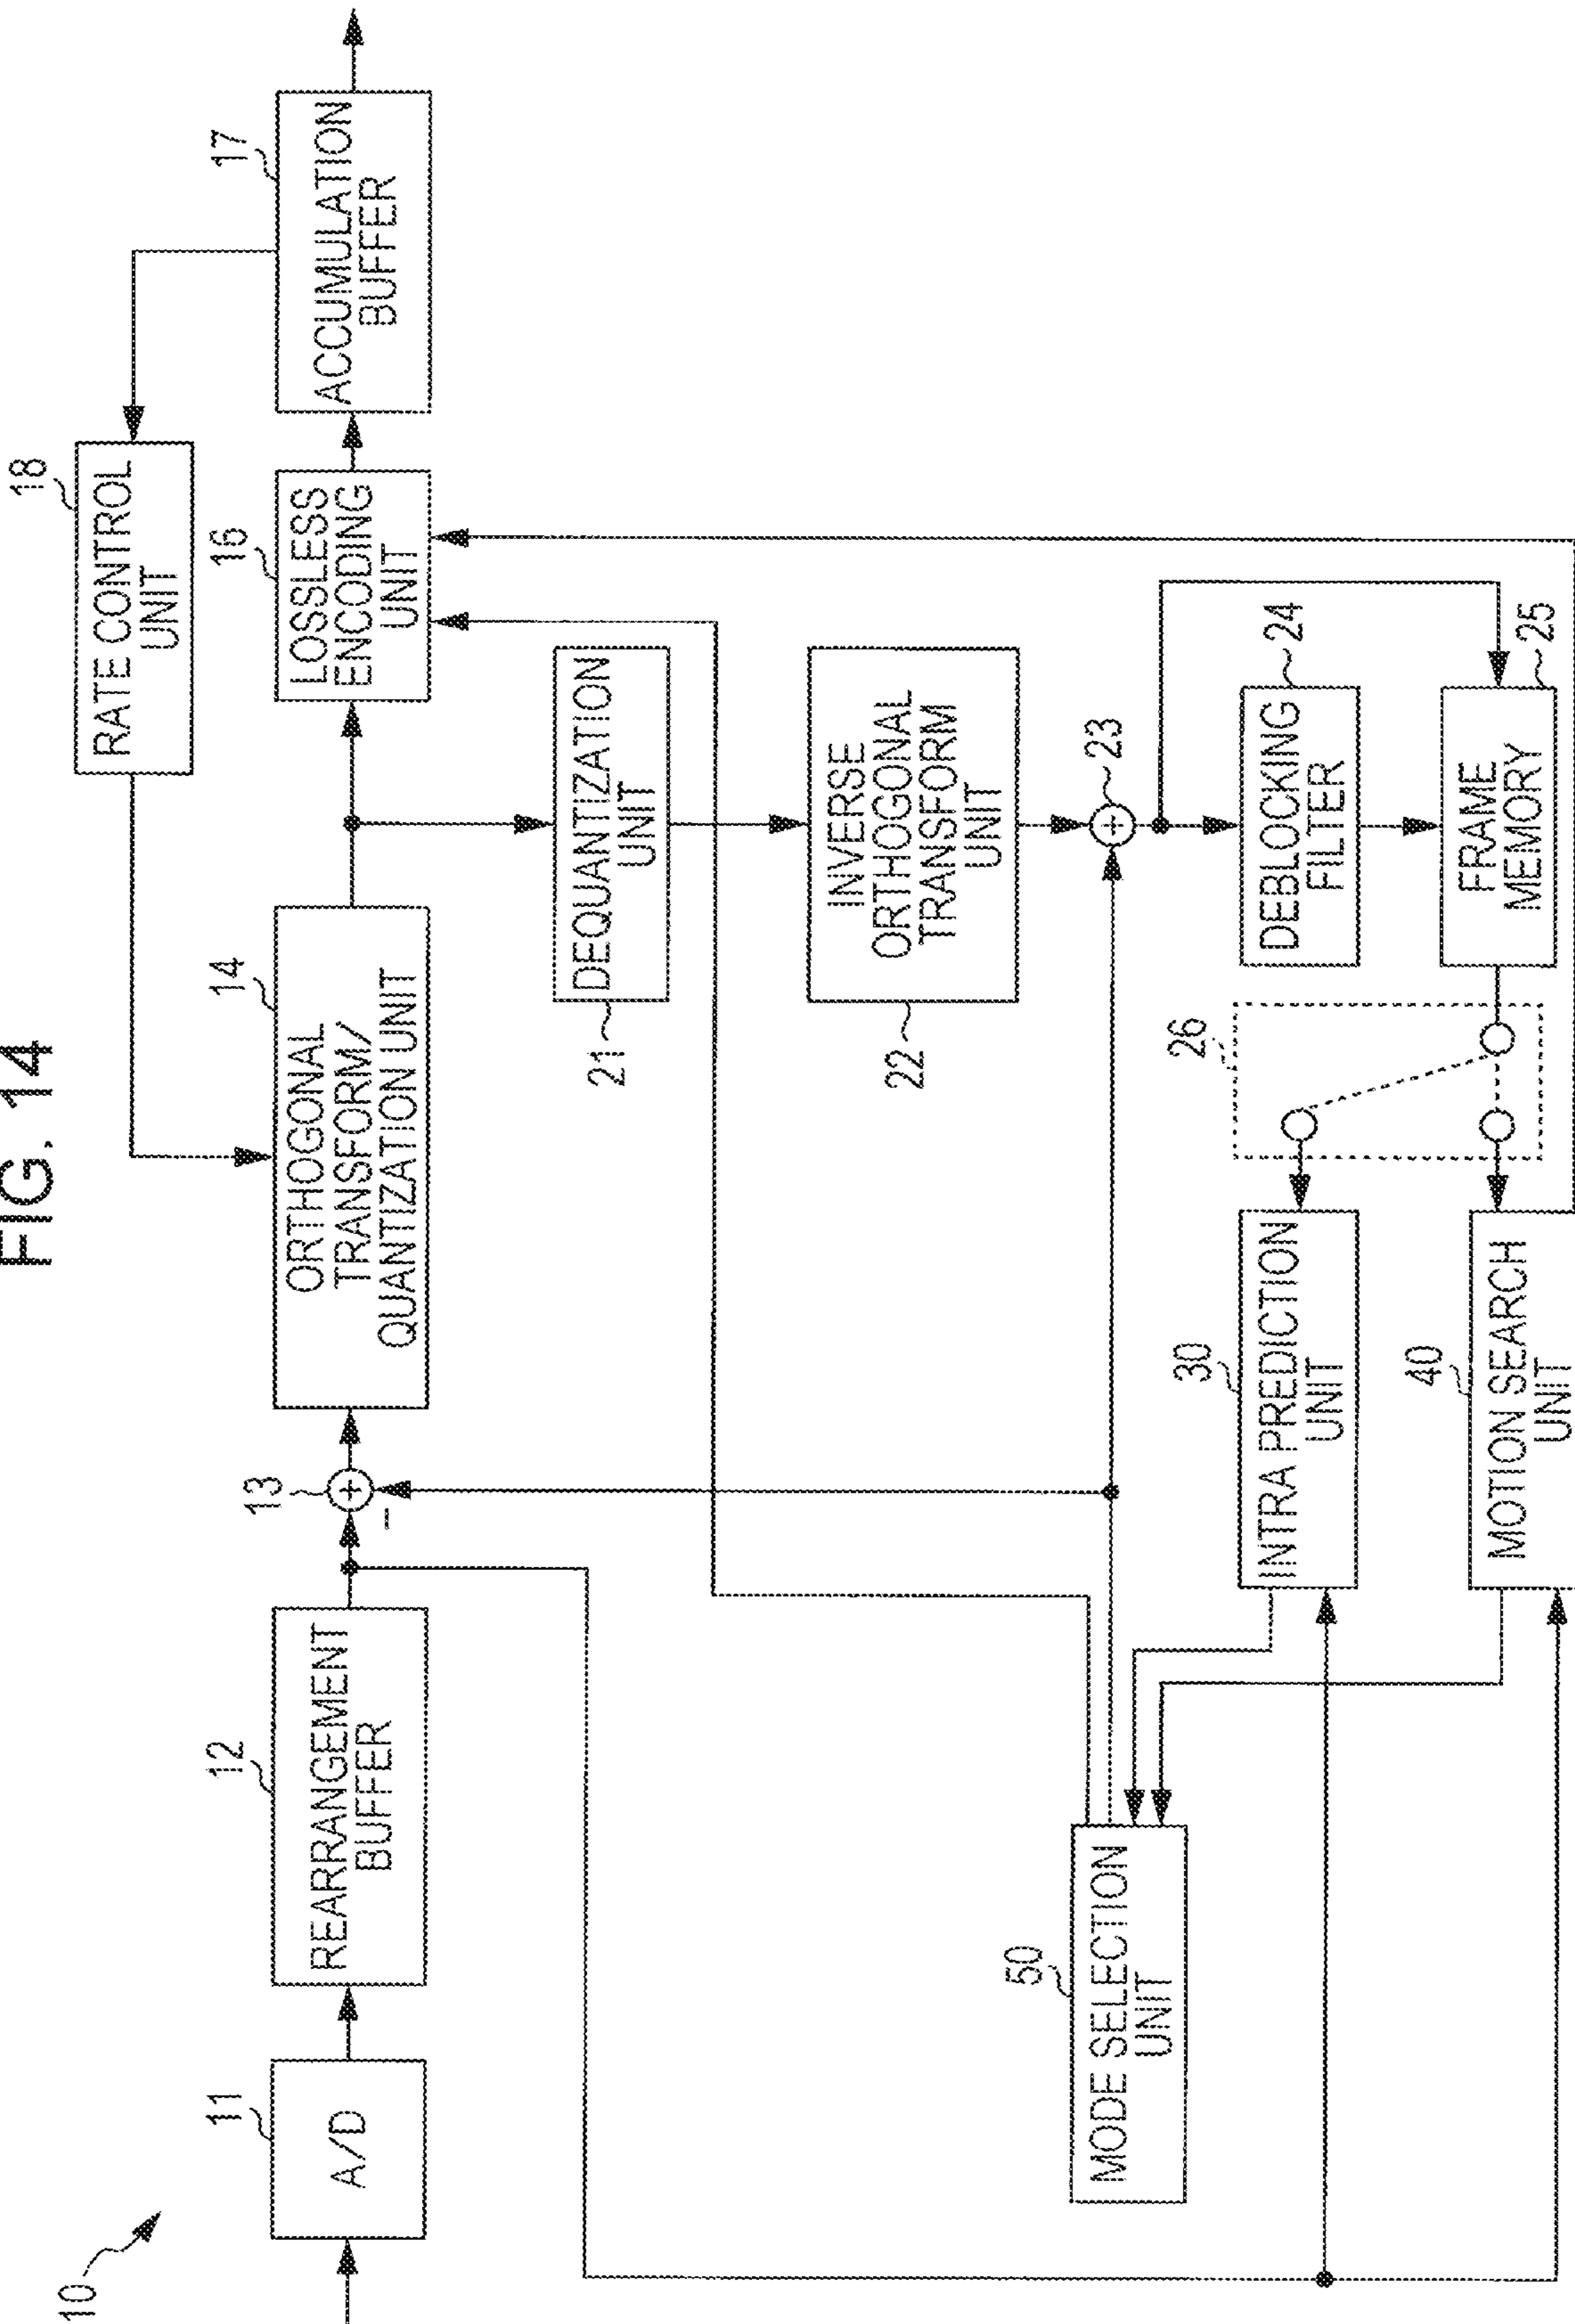 FIG. 14
10
11
A/D
12
REARRANGEMENT
BUFFER
13
+
−
14
ORTHOGONAL
TRANSFORM/
QUANTIZATION UNIT
18
RATE CONTROL
UNIT
16
LOSSLESS
ENCODING
UNIT
17
ACCUMULATION
BUFFER
21
DEQUANTIZATION
UNIT
22
INVERSE
ORTHOGONAL
TRANSFORM
UNIT
+
23
24
DEBLOCKING
FILTER
25
FRAME
MEMORY
26
30
INTRA PREDICTION
UNIT
40
MOTION SEARCH
UNIT
50
MODE SELECTION
UNIT